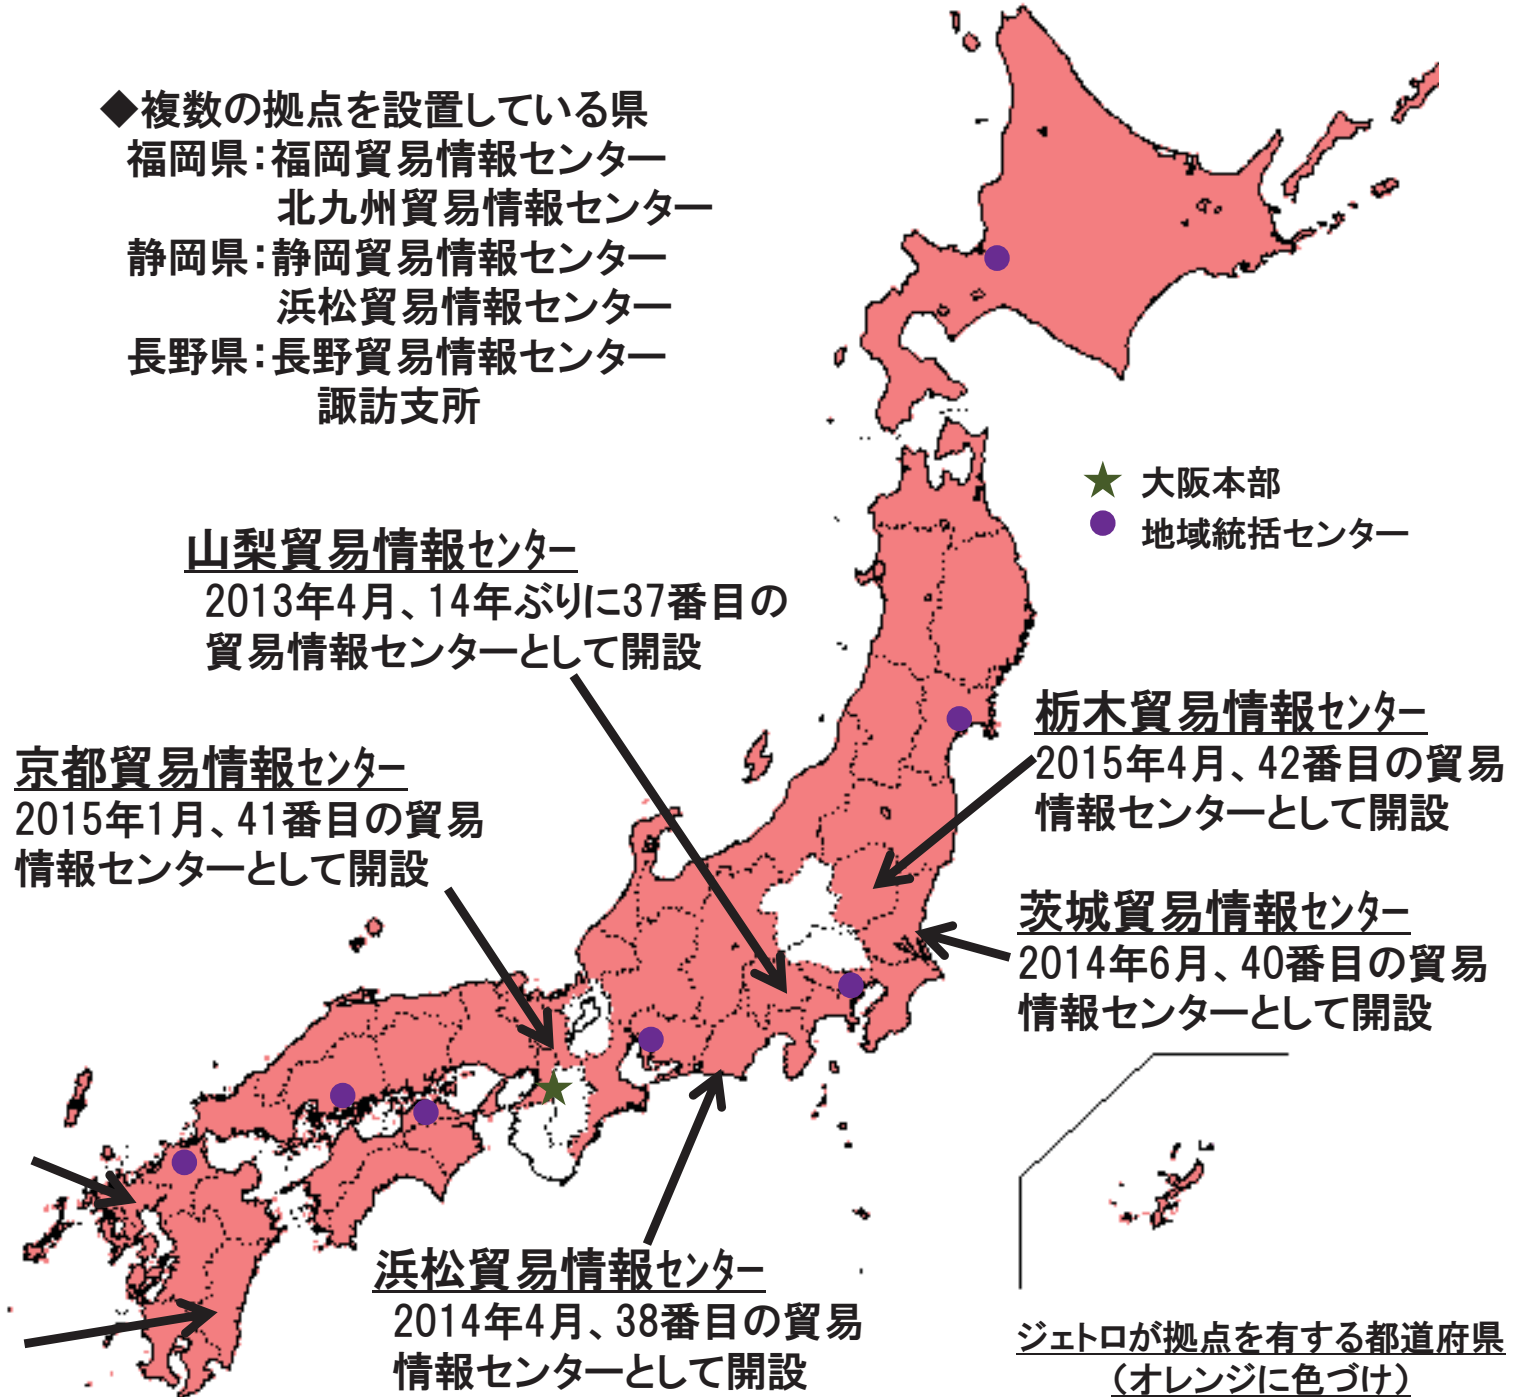 ◆複数の拠点を設置している県
福岡県：福岡貿易情報センター
北九州貿易情報センター
静岡県：静岡貿易情報センター
浜松貿易情報センター
長野県：長野貿易情報センター
諏訪支所
★ 大阪本部
● 地域統括センター
山梨貿易情報ｾﾝﾀｰ
2013年4月、14年ぶりに37番目の
貿易情報センターとして開設
栃木貿易情報ｾﾝﾀｰ
2015年4月、42番目の貿易
情報センターとして開設
京都貿易情報ｾﾝﾀｰ
2015年1月、41番目の貿易
情報センターとして開設
茨城貿易情報ｾﾝﾀｰ
2014年6月、40番目の貿易
情報センターとして開設
浜松貿易情報ｾﾝﾀｰ
2014年4月、38番目の貿易
情報センターとして開設
ジェトロが拠点を有する都道府県
（オレンジに色づけ）